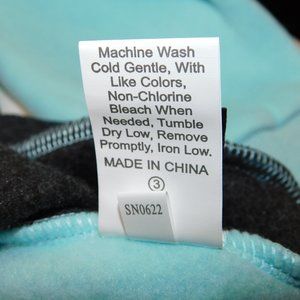 Machine Wash
Cold Gentle, With
Like Colors,
Non-Chlorine
Bleach When
Needed, Tumble
Dry Low, Remove
Promptly, Iron Low.
MADE IN CHINA
3
SN0622